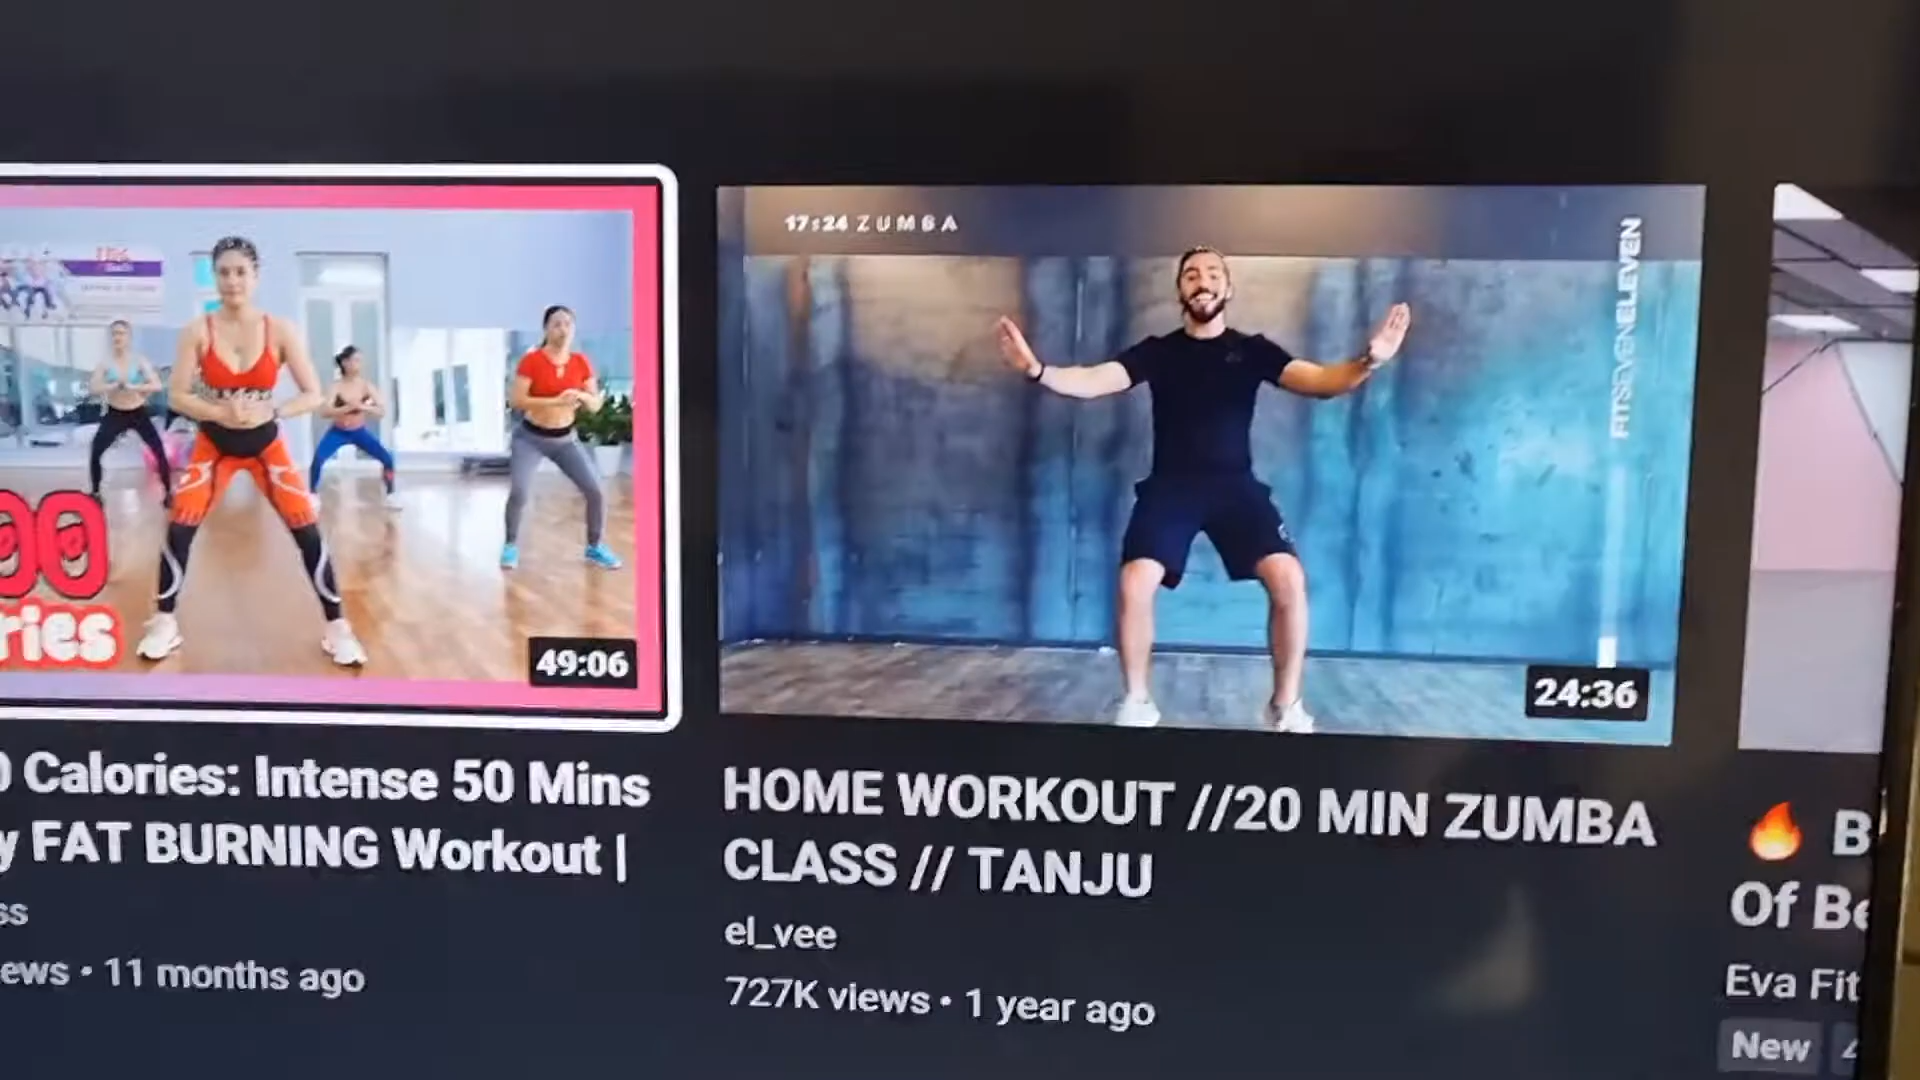 00
ries
49:06
0 Calories: Intense 50 Mins
y FAT BURNING Workout |
ss
ews • 11 months ago
17:24 ZUMBA
FITSEVENELEVEN
24:36
HOME WORKOUT //20 MIN ZUMBA
CLASS // TANJU
el_vee
727K views • 1 year ago
🔥 B
Of Be
Eva Fit
New